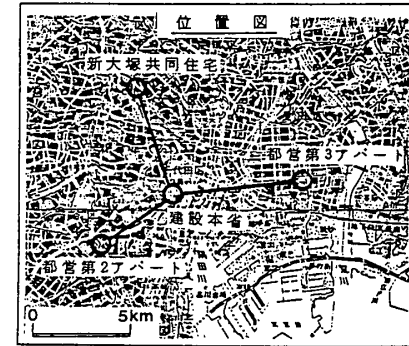 位置図
新大塚共同住宅
都営第3アパート
建設本省
都営第2アパート
0 5km